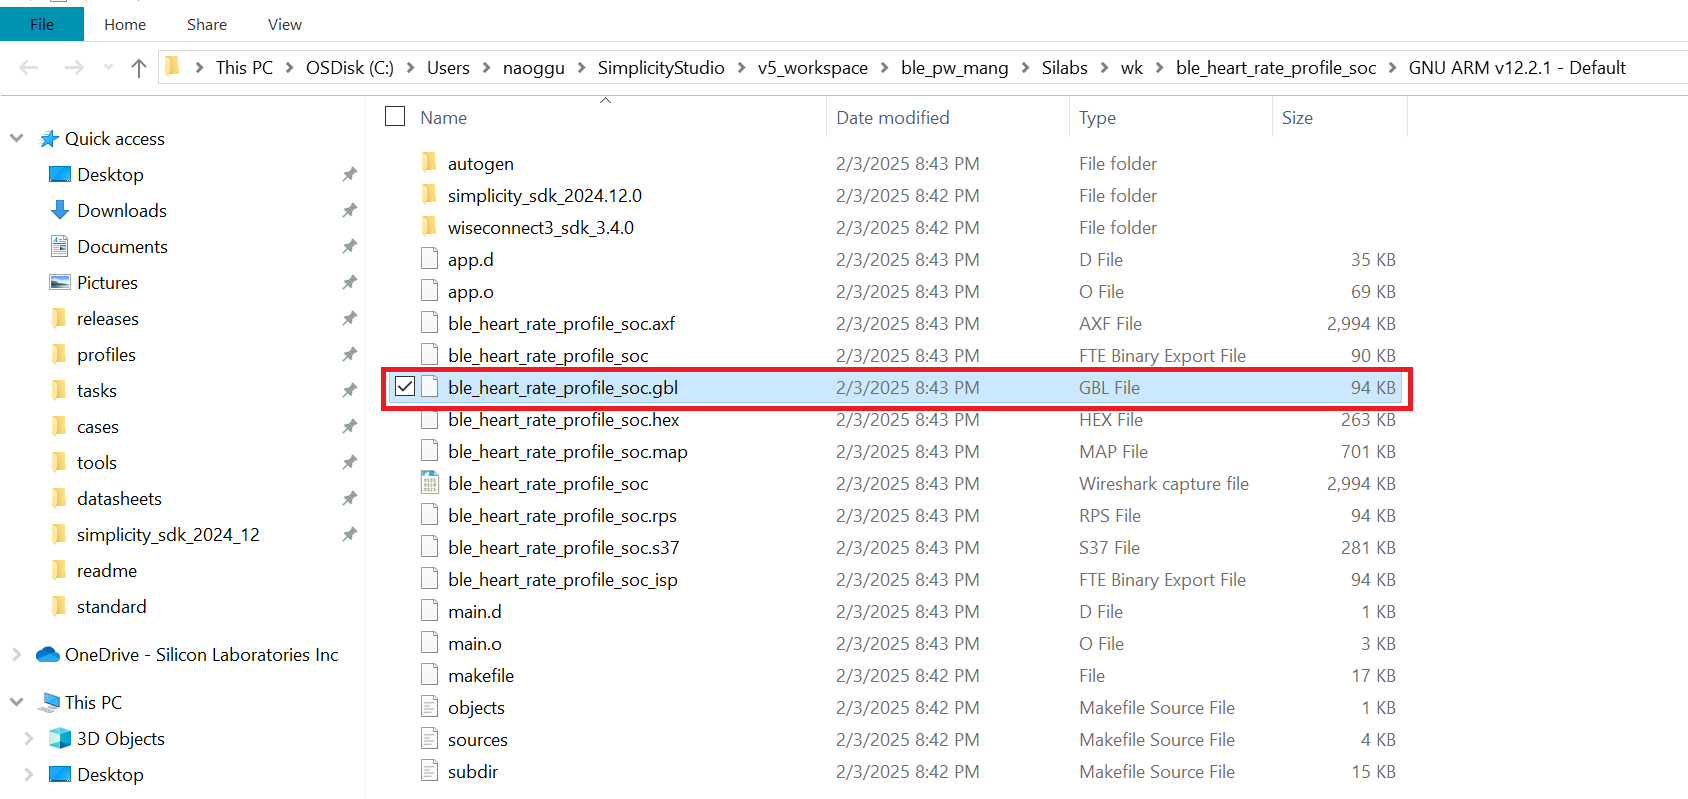 File Home Share View
This PC > OSDisk (C:) > Users > naoggu > SimplicityStudio > v5_workspace > ble_pw_mang > Silabs > wk > ble_heart_rate_profile_soc > GNU ARM v12.2.1 - Default
Quick access
Desktop
Downloads
Documents
Pictures
releases
profiles
tasks
cases
tools
datasheets
simplicity_sdk_2024_12
readme
standard
OneDrive - Silicon Laboratories Inc
This PC
3D Objects
Desktop
Name Date modified Type Size
autogen 2/3/2025 8:43 PM File folder
simplicity_sdk_2024.12.0 2/3/2025 8:42 PM File folder
wiseconnect3_sdk_3.4.0 2/3/2025 8:42 PM File folder
app.d 2/3/2025 8:43 PM D File 35 KB
app.o 2/3/2025 8:43 PM O File 69 KB
ble_heart_rate_profile_soc.axf 2/3/2025 8:43 PM AXF File 2,994 KB
ble_heart_rate_profile_soc 2/3/2025 8:43 PM FTE Binary Export File 90 KB
ble_heart_rate_profile_soc.gbl 2/3/2025 8:43 PM GBL File 94 KB
ble_heart_rate_profile_soc.hex 2/3/2025 8:43 PM HEX File 263 KB
ble_heart_rate_profile_soc.map 2/3/2025 8:43 PM MAP File 701 KB
ble_heart_rate_profile_soc 2/3/2025 8:43 PM Wireshark capture file 2,994 KB
ble_heart_rate_profile_soc.rps 2/3/2025 8:43 PM RPS File 94 KB
ble_heart_rate_profile_soc.s37 2/3/2025 8:43 PM S37 File 281 KB
ble_heart_rate_profile_soc_isp 2/3/2025 8:43 PM FTE Binary Export File 94 KB
main.d 2/3/2025 8:43 PM D File 1 KB
main.o 2/3/2025 8:43 PM O File 3 KB
makefile 2/3/2025 8:42 PM File 17 KB
objects 2/3/2025 8:42 PM Makefile Source File 1 KB
sources 2/3/2025 8:42 PM Makefile Source File 4 KB
subdir 2/3/2025 8:42 PM Makefile Source File 15 KB